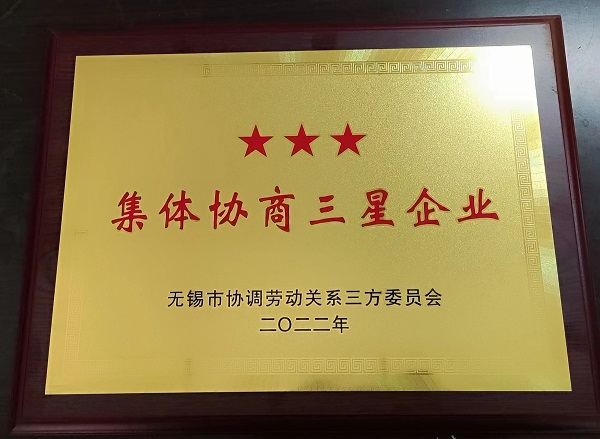 集体协商三星企业
无锡市协调劳动关系三方委员会
二〇二二年